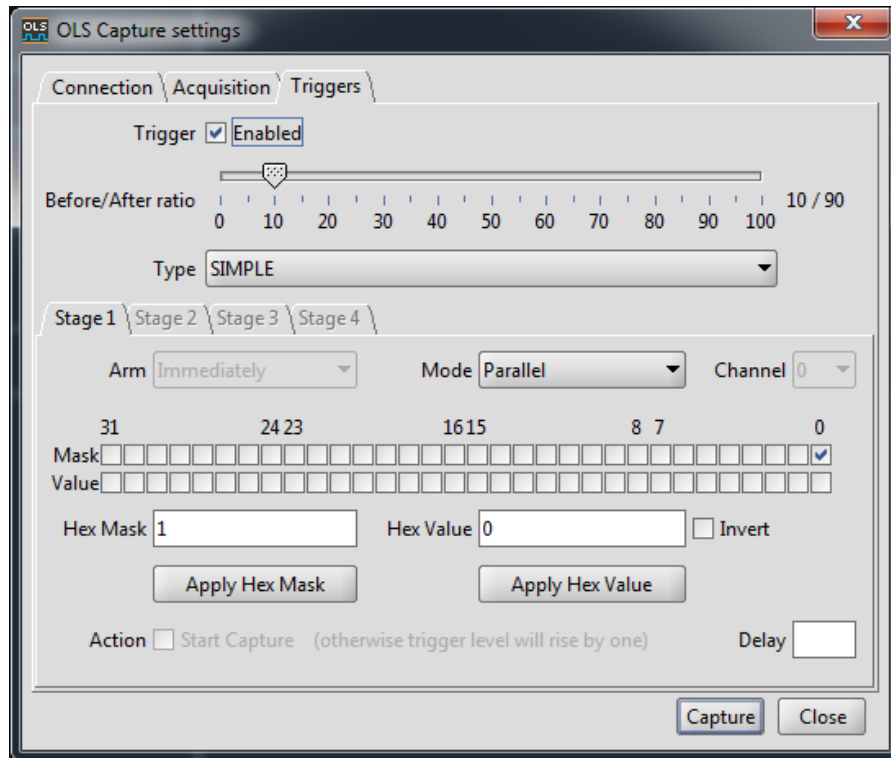 OLS OLS Capture settings
Connection Acquisition Triggers
Trigger Enabled
Before/After ratio 10 / 90
0 10 20 30 40 50 60 70 80 90 100
Type SIMPLE
Stage 1 Stage 2 Stage 3 Stage 4
Arm Immediately Mode Parallel Channel 0
31 24 23 16 15 8 7 0
Mask
Value
Hex Mask 1 Hex Value 0 Invert
Apply Hex Mask Apply Hex Value
Action Start Capture (otherwise trigger level will rise by one) Delay
Capture Close